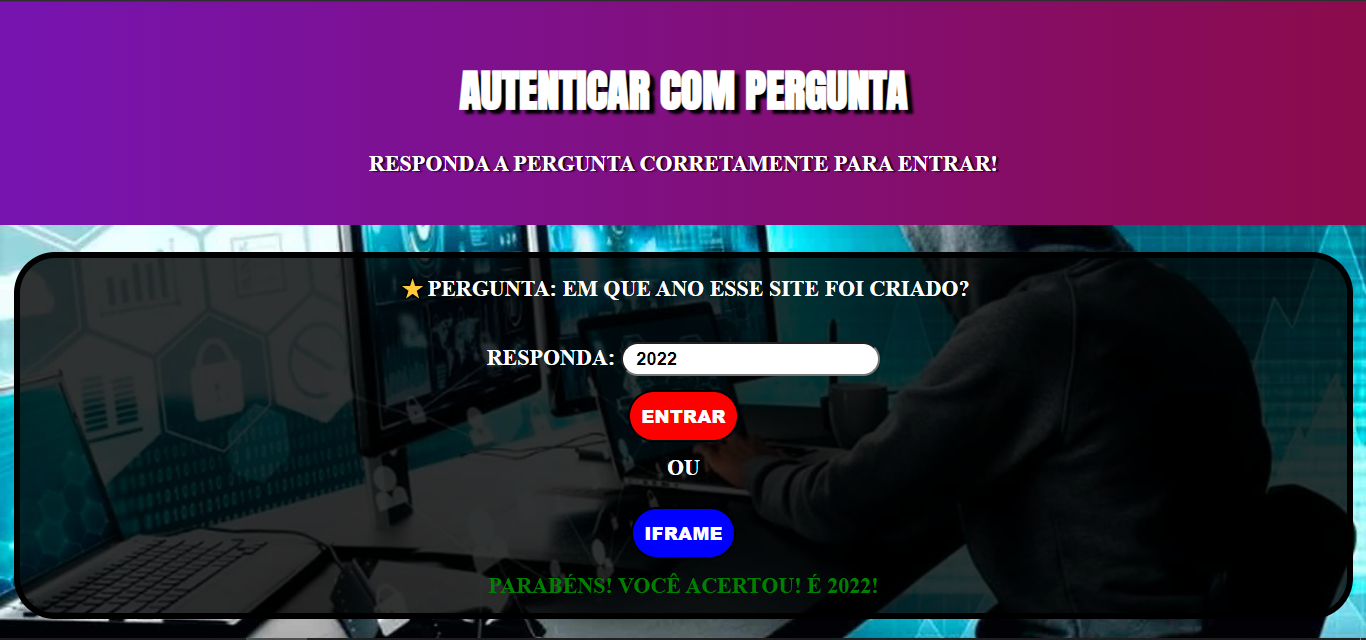 AUTENTICAR COM PERGUNTA
RESPONDA A PERGUNTA CORRETAMENTE PARA ENTRAR!
⭐ PERGUNTA: EM QUE ANO ESSE SITE FOI CRIADO?
RESPONDA: 2022
ENTRAR
OU
IFRAME
PARABÉNS! VOCÊ ACERTOU! É 2022!